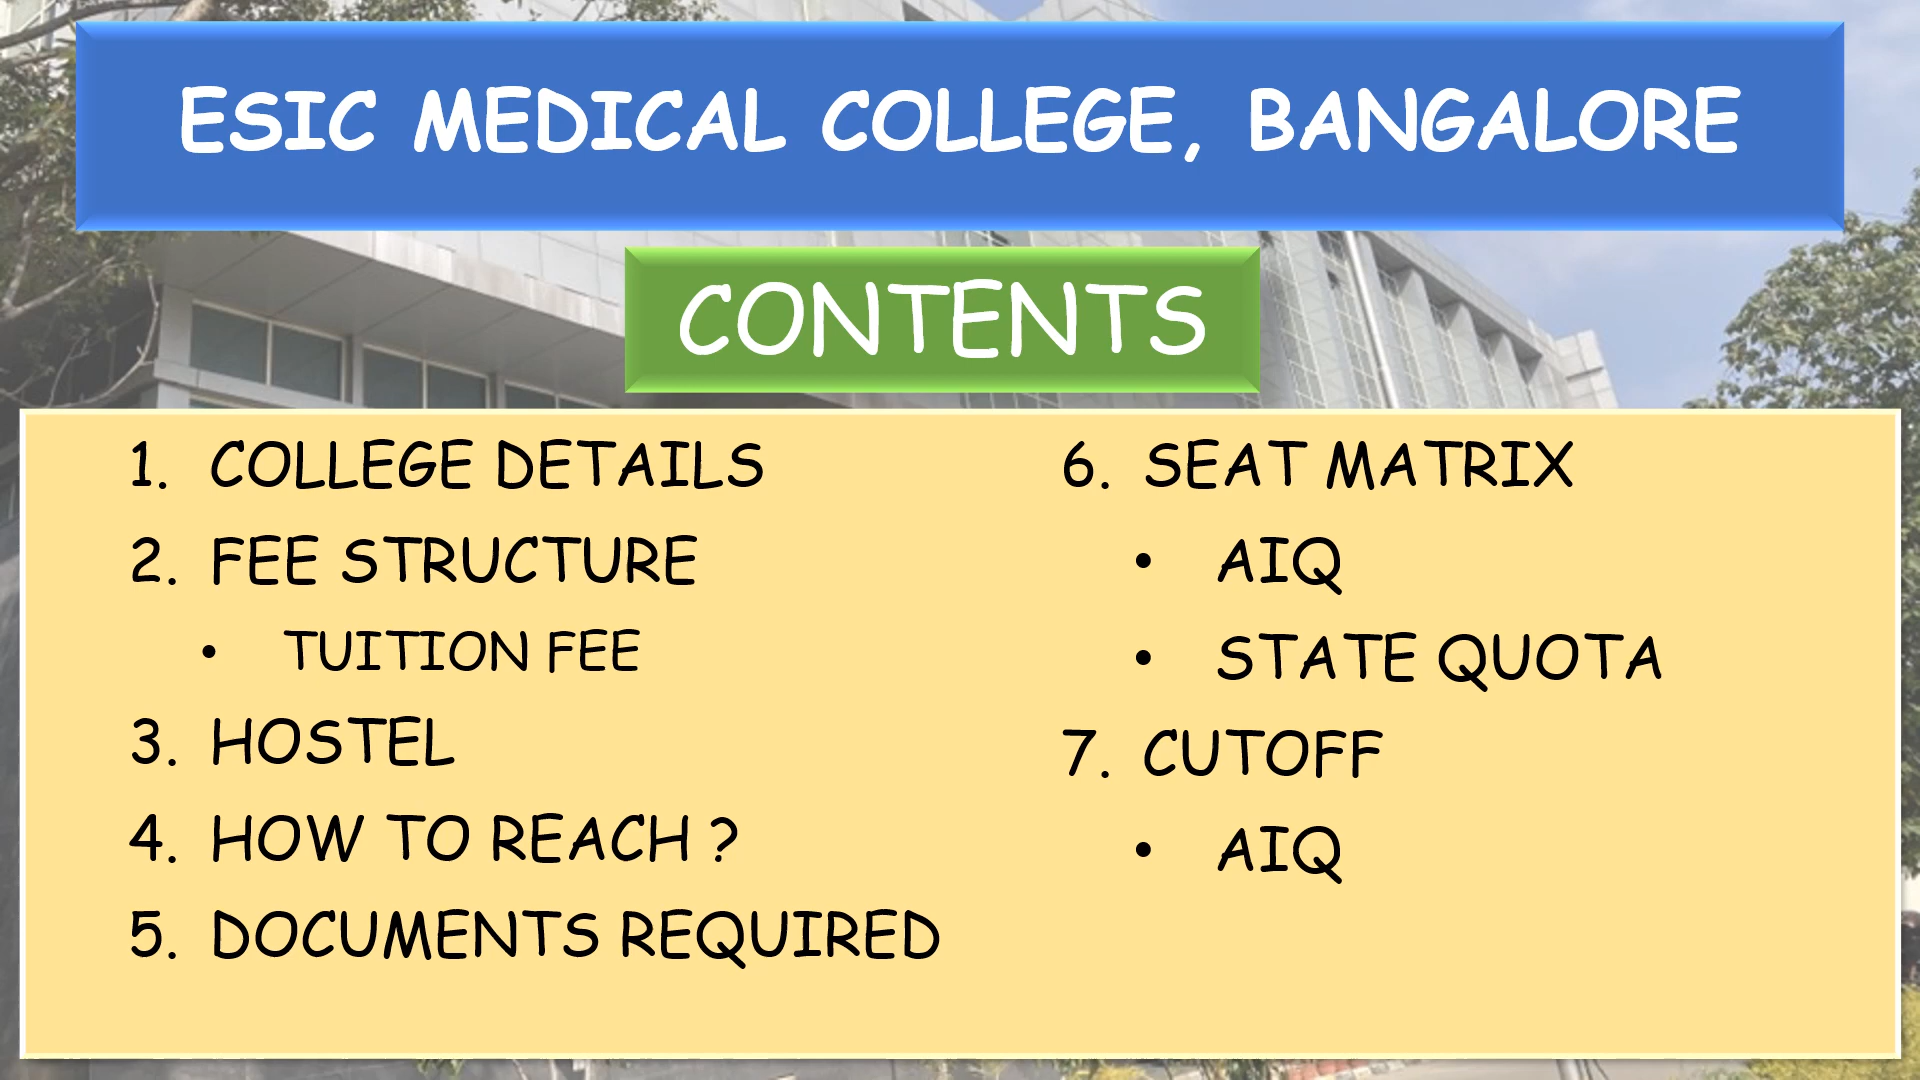 ESIC MEDICAL COLLEGE, BANGALORE
CONTENTS
1. COLLEGE DETAILS
2. FEE STRUCTURE
• TUITION FEE
3. HOSTEL
4. HOW TO REACH ?
5. DOCUMENTS REQUIRED
6. SEAT MATRIX
• AIQ
• STATE QUOTA
7. CUTOFF
• AIQ